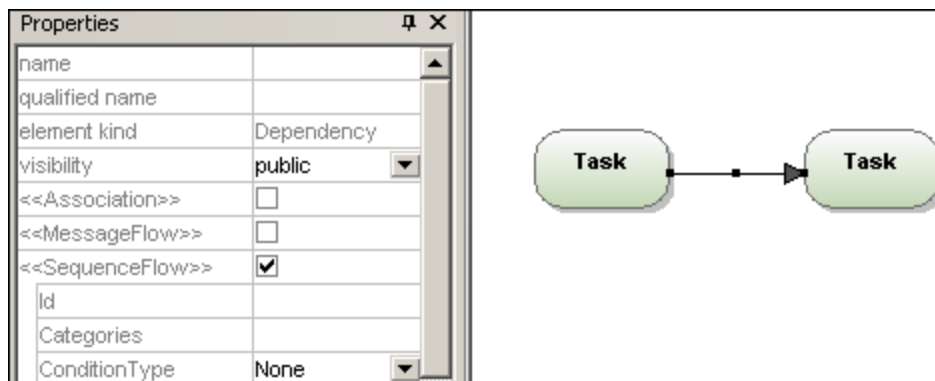 Properties
name
qualified name
element kind Dependency
visibility public
<<Association>>
<<MessageFlow>>
<<SequenceFlow>>
Id
Categories
ConditionType None
Task Task